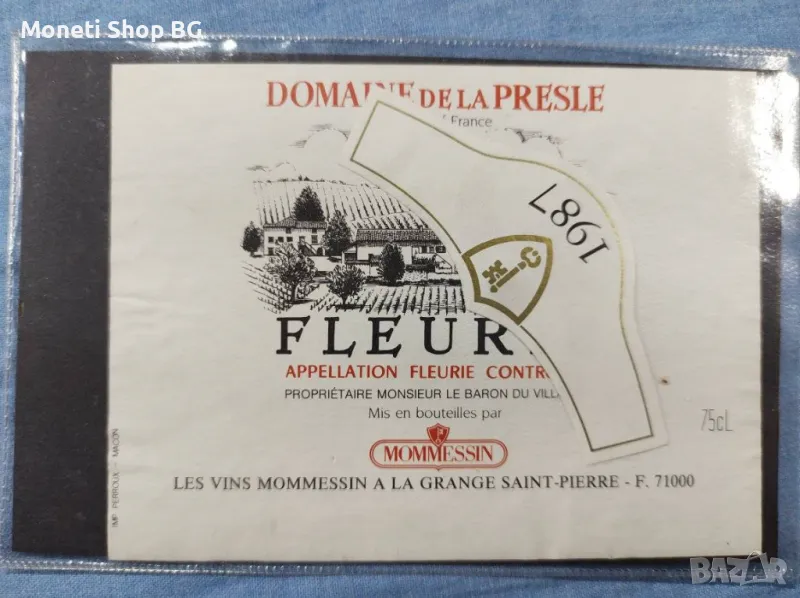 Moneti Shop BG
DOMAINE DE LA PRESLE
France
1987
FLEUR
APPELLATION FLEURIE CONTRO
PROPRIÉTAIRE MONSIEUR LE BARON DU VILL
Mis en bouteilles par
75cL
MOMMESSIN
LES VINS MOMMESSIN A LA GRANGE SAINT-PIERRE - F. 71000
IMP. PERROUX - MACON
BAZAR